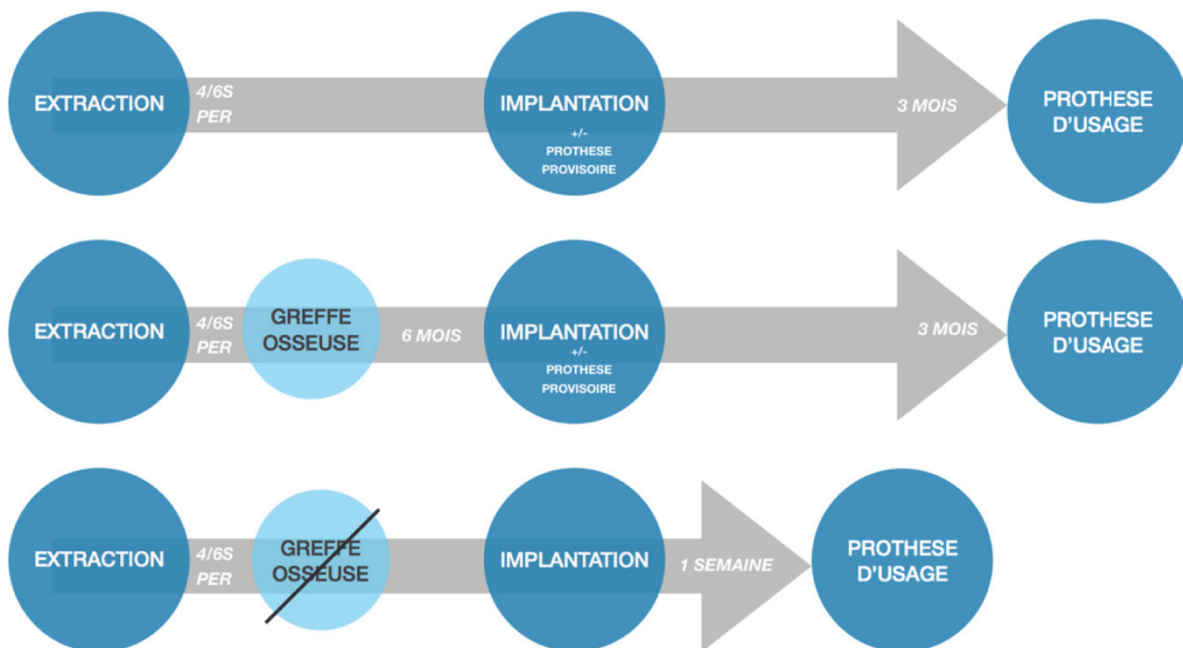 EXTRACTION
4/6S
PER
IMPLANTATION
+/-
PROTHESE
PROVISOIRE
3 MOIS
PROTHESE
D'USAGE
EXTRACTION
4/6S
PER
GREFFE
OSSEUSE
6 MOIS
IMPLANTATION
+/-
PROTHESE
PROVISOIRE
3 MOIS
PROTHESE
D'USAGE
EXTRACTION
4/6S
PER
GREFFE
OSSEUSE
IMPLANTATION
1 SEMAINE
PROTHESE
D'USAGE